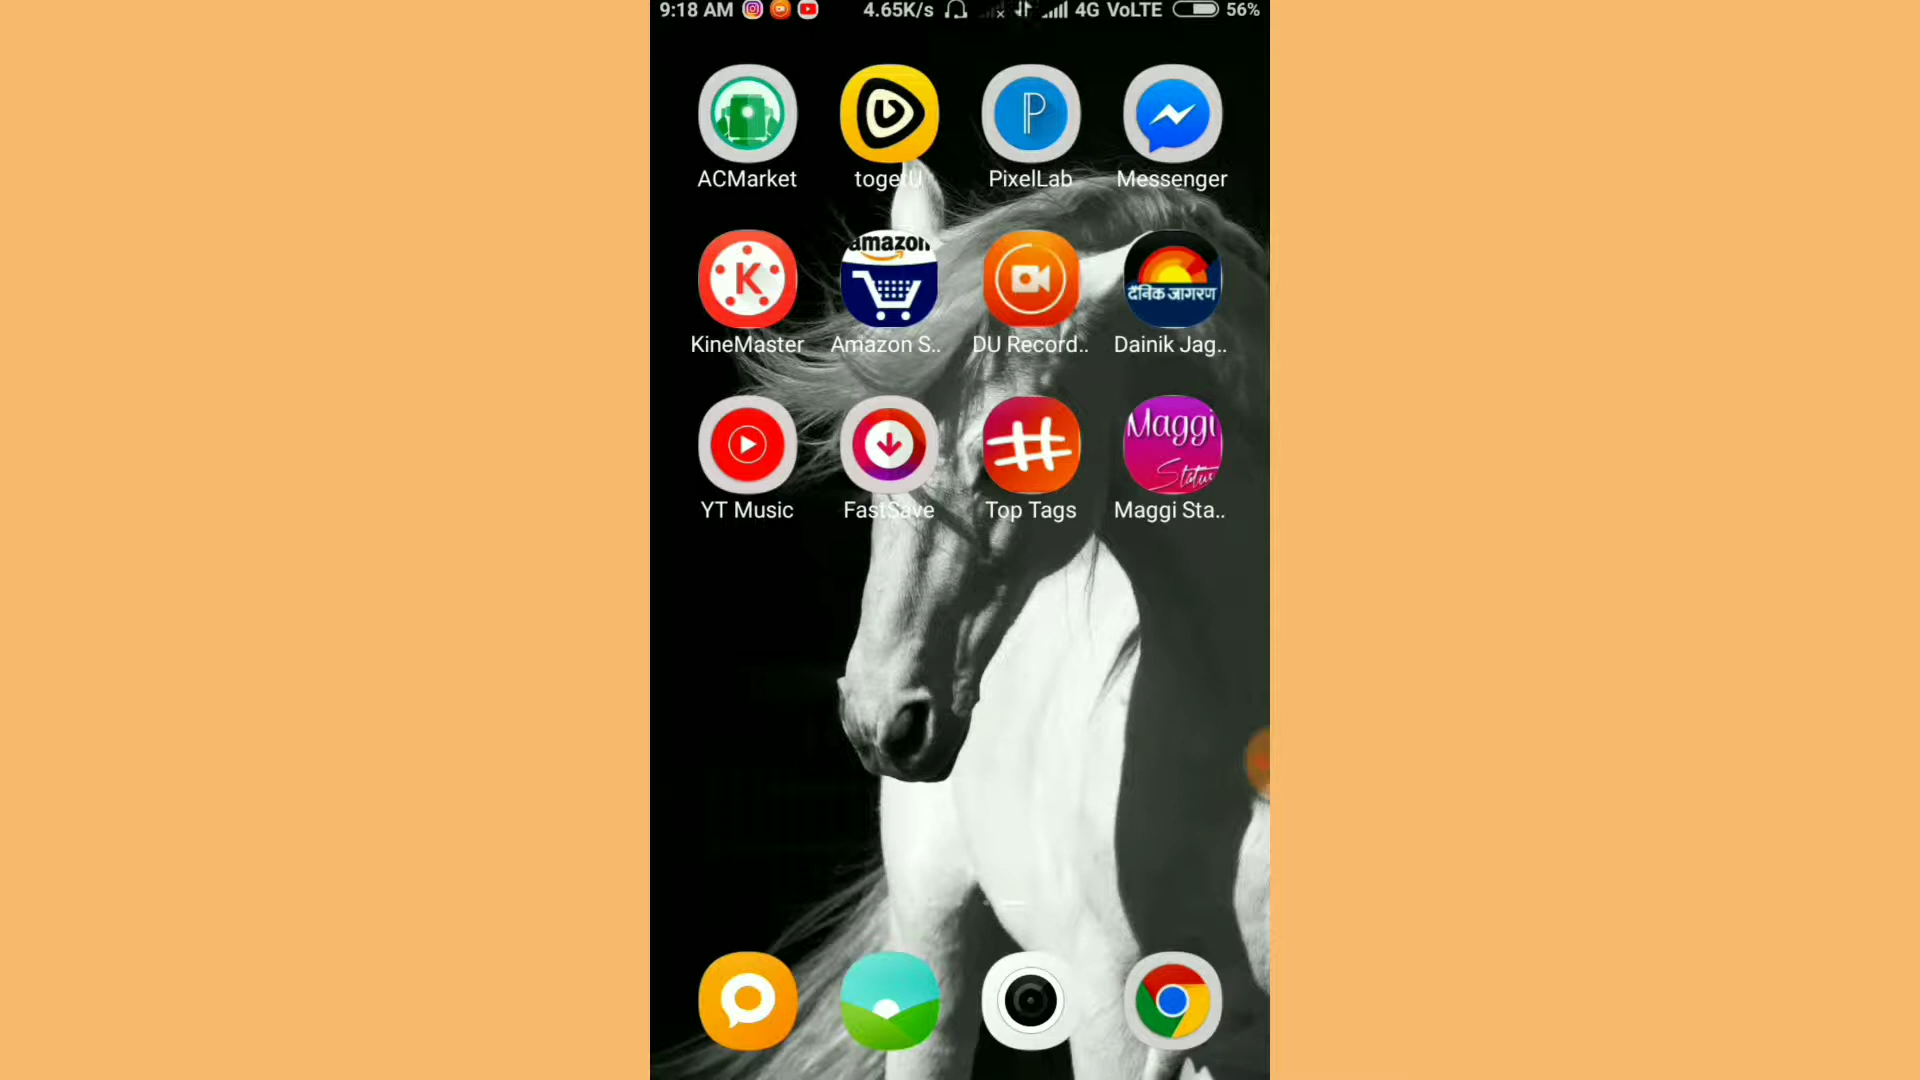 9:18 AM 4.65K/s 4G VoLTE 56%
ACMarket togetU PixelLab Messenger
amazon
दैनिक जागरण
KineMaster Amazon S.. DU Record.. Dainik Jag..
Maggi
Status
YT Music FastSave Top Tags Maggi Sta..